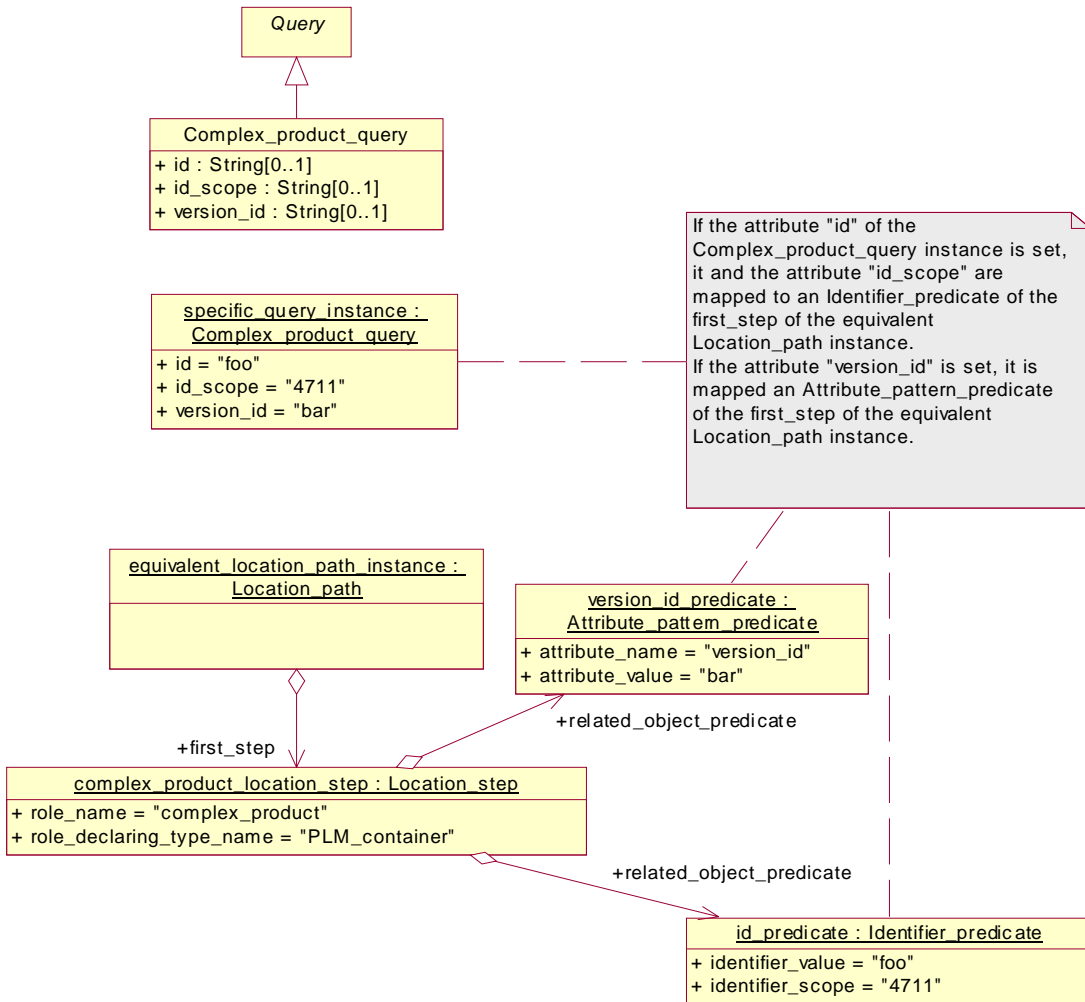 Query
Complex_product_query
+ id : String[0..1]
+ id_scope : String[0..1]
+ version_id : String[0..1]
If the attribute "id" of the
Complex_product_query instance is set,
it and the attribute "id_scope" are
mapped to an Identifier_predicate of the
first_step of the equivalent
Location_path instance.
If the attribute "version_id" is set, it is
mapped an Attribute_pattern_predicate
of the first_step of the equivalent
Location_path instance.
specific_query_instance :
Complex_product_query
+ id = "foo"
+ id_scope = "4711"
+ version_id = "bar"
equivalent_location_path_instance :
Location_path
version_id_predicate :
Attribute_pattern_predicate
+ attribute_name = "version_id"
+ attribute_value = "bar"
+related_object_predicate
+first_step
complex_product_location_step : Location_step
+ role_name = "complex_product"
+ role_declaring_type_name = "PLM_container"
+related_object_predicate
id_predicate : Identifier_predicate
+ identifier_value = "foo"
+ identifier_scope = "4711"